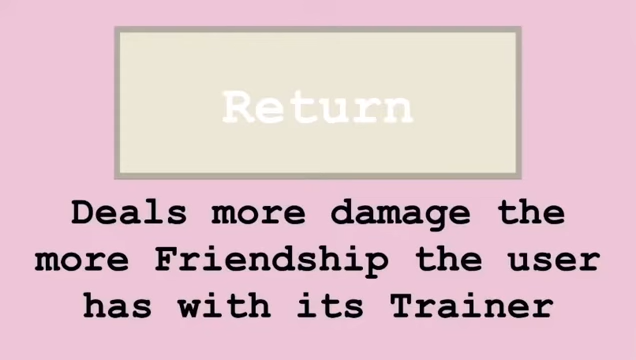 Return
Deals more damage the
more Friendship the user
has with its Trainer